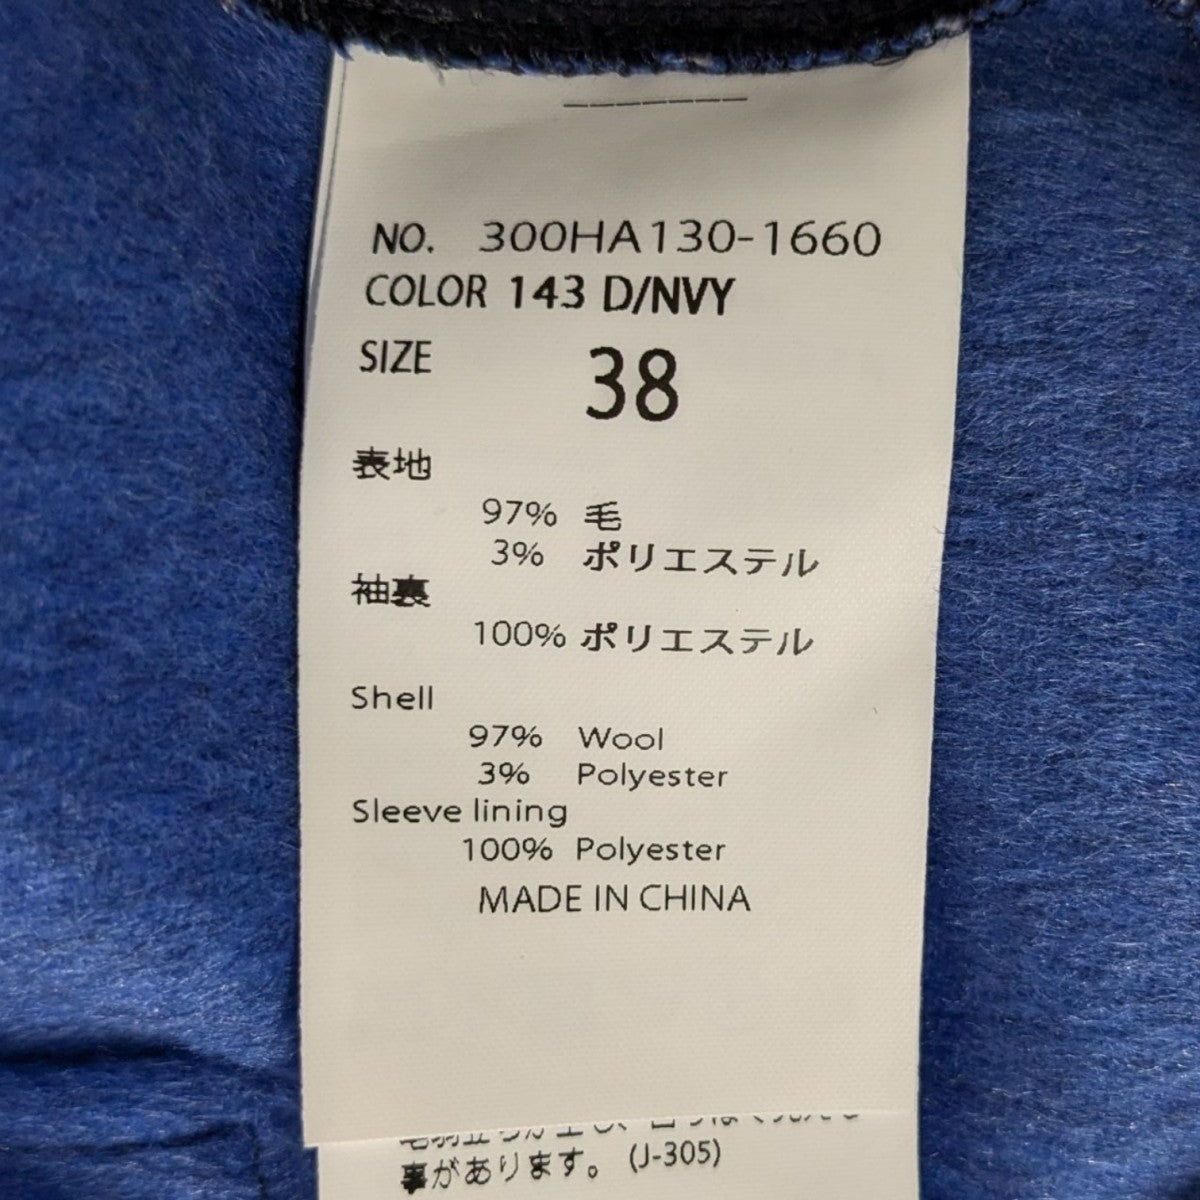 NO. 300HA130-1660
COLOR 143 D/NVY
SIZE 38
表地
97% 毛
3% ポリエステル
袖裏
100% ポリエステル
Shell
97% Wool
3% Polyester
Sleeve lining
100% Polyester
MADE IN CHINA
事があります。 (J-305)